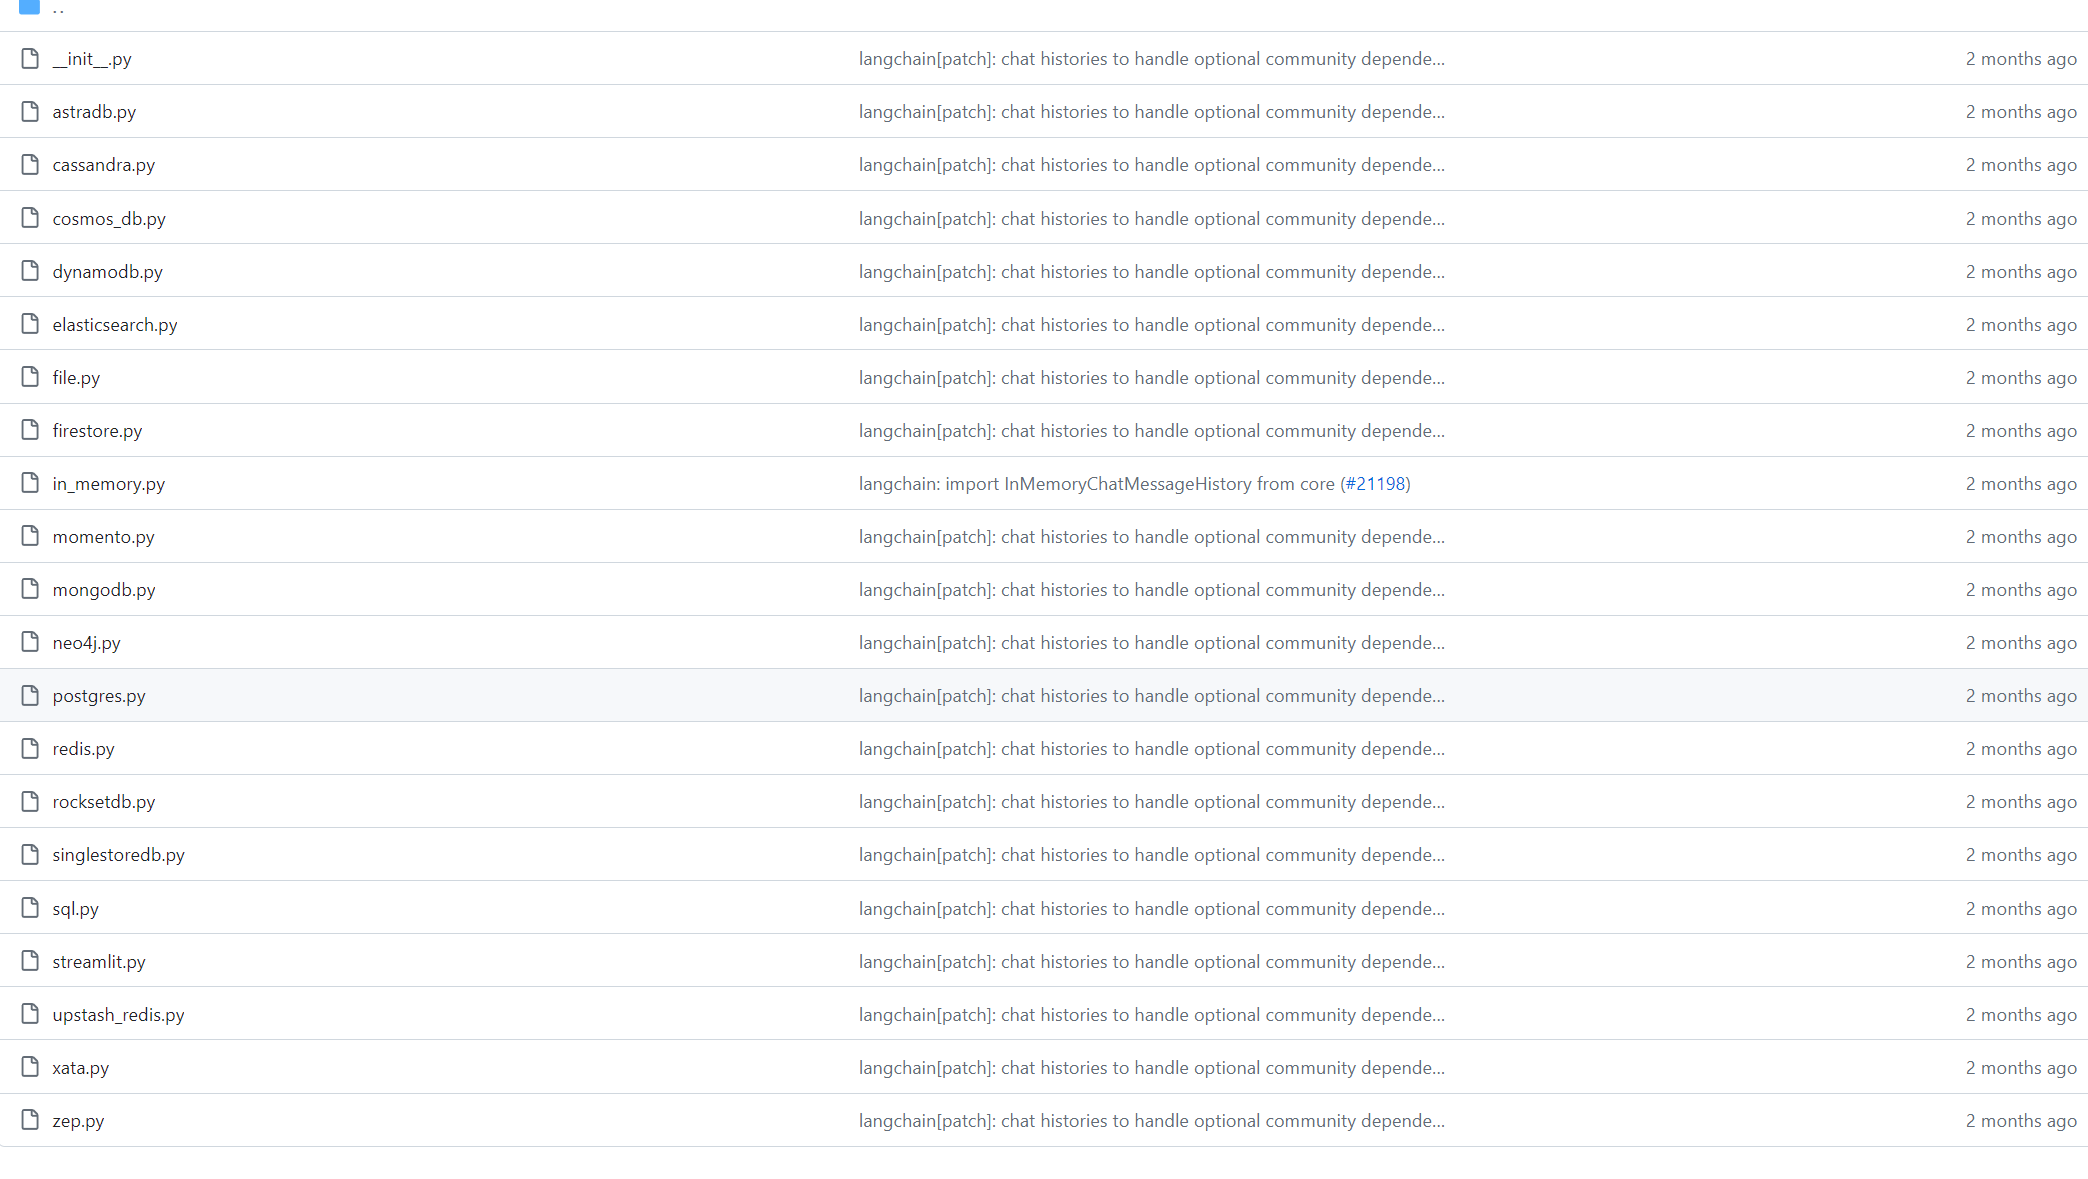 ..
__init__.py langchain[patch]: chat histories to handle optional community depende... 2 months ago
astradb.py langchain[patch]: chat histories to handle optional community depende... 2 months ago
cassandra.py langchain[patch]: chat histories to handle optional community depende... 2 months ago
cosmos_db.py langchain[patch]: chat histories to handle optional community depende... 2 months ago
dynamodb.py langchain[patch]: chat histories to handle optional community depende... 2 months ago
elasticsearch.py langchain[patch]: chat histories to handle optional community depende... 2 months ago
file.py langchain[patch]: chat histories to handle optional community depende... 2 months ago
firestore.py langchain[patch]: chat histories to handle optional community depende... 2 months ago
in_memory.py langchain: import InMemoryChatMessageHistory from core (#21198) 2 months ago
momento.py langchain[patch]: chat histories to handle optional community depende... 2 months ago
mongodb.py langchain[patch]: chat histories to handle optional community depende... 2 months ago
neo4j.py langchain[patch]: chat histories to handle optional community depende... 2 months ago
postgres.py langchain[patch]: chat histories to handle optional community depende... 2 months ago
redis.py langchain[patch]: chat histories to handle optional community depende... 2 months ago
rocksetdb.py langchain[patch]: chat histories to handle optional community depende... 2 months ago
singlestoredb.py langchain[patch]: chat histories to handle optional community depende... 2 months ago
sql.py langchain[patch]: chat histories to handle optional community depende... 2 months ago
streamlit.py langchain[patch]: chat histories to handle optional community depende... 2 months ago
upstash_redis.py langchain[patch]: chat histories to handle optional community depende... 2 months ago
xata.py langchain[patch]: chat histories to handle optional community depende... 2 months ago
zep.py langchain[patch]: chat histories to handle optional community depende... 2 months ago